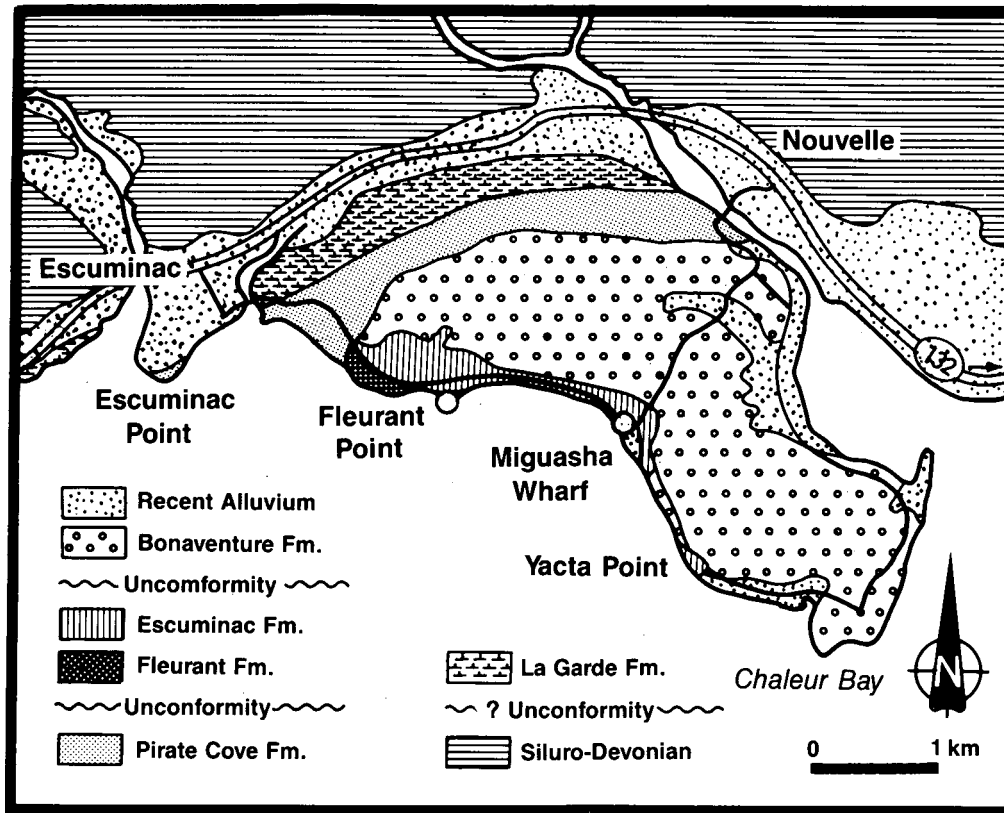 Nouvelle
Escuminac
132
Escuminac
Point
Fleurant
Point
Miguasha
Wharf
Yacta Point
Recent Alluvium
Bonaventure Fm.
Uncomformity
Escuminac Fm.
Fleurant Fm.
Unconformity
Pirate Cove Fm.
La Garde Fm.
? Unconformity
Siluro-Devonian
Chaleur Bay
N
0 1 km